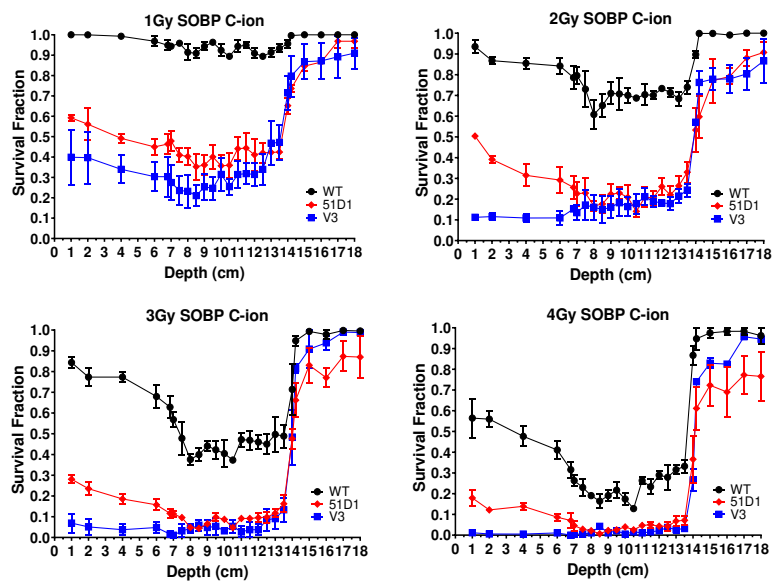 1Gy SOBP C-ion
Survival Fraction
1.0
0.9
0.8
0.7
0.6
0.5
0.4
0.3
0.2
0.1
0.0
WT
51D1
V3
0 1 2 3 4 5 6 7 8 9 10 11 12 13 14 15 16 17 18
Depth (cm)
2Gy SOBP C-ion
Survival Fraction
1.0
0.9
0.8
0.7
0.6
0.5
0.4
0.3
0.2
0.1
0.0
WT
51D1
V3
0 1 2 3 4 5 6 7 8 9 10 11 12 13 14 15 16 17 18
Depth (cm)
3Gy SOBP C-ion
Survival Fraction
1.0
0.9
0.8
0.7
0.6
0.5
0.4
0.3
0.2
0.1
0.0
WT
51D1
V3
0 1 2 3 4 5 6 7 8 9 10 11 12 13 14 15 16 17 18
Depth (cm)
4Gy SOBP C-ion
Survival Fraction
1.0
0.9
0.8
0.7
0.6
0.5
0.4
0.3
0.2
0.1
0.0
WT
51D1
V3
0 1 2 3 4 5 6 7 8 9 10 11 12 13 14 15 16 17 18
Depth (cm)